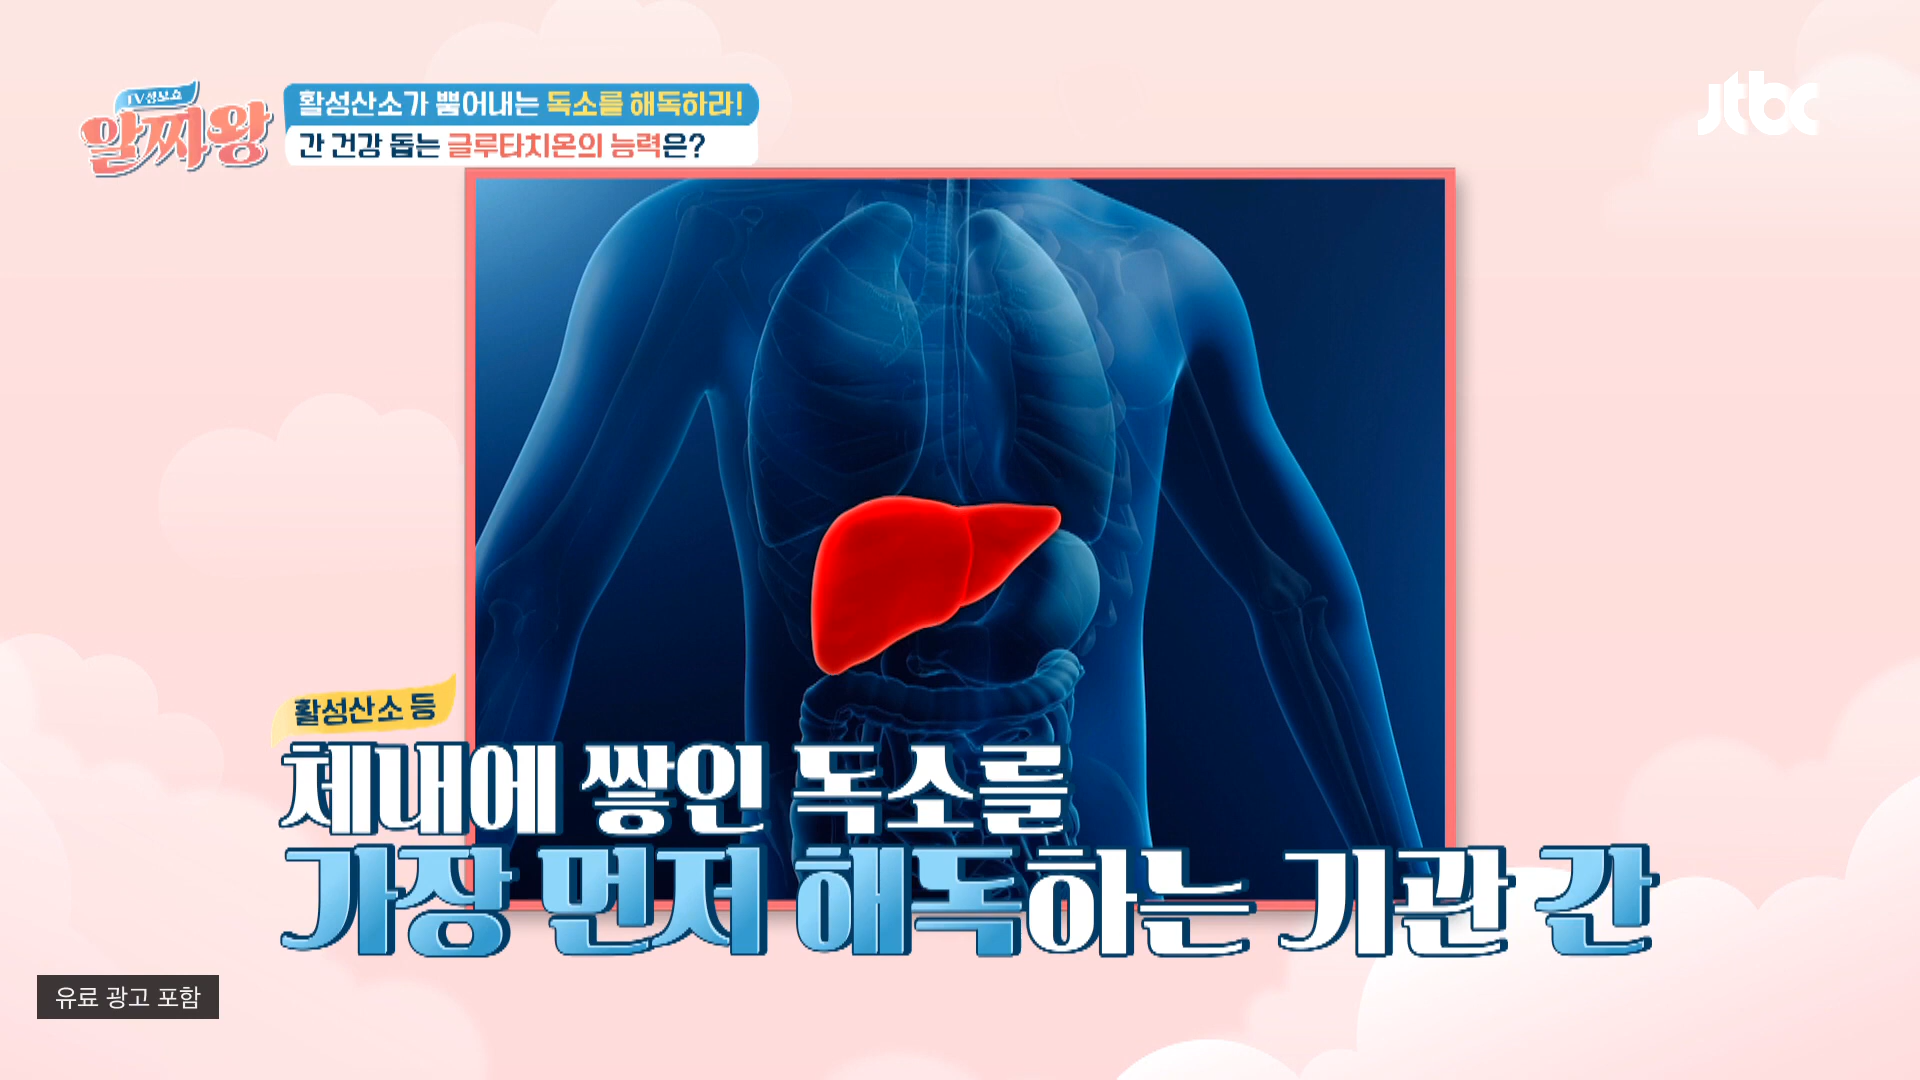 TV정보쇼
알짜왕
활성산소가 뿜어내는 독소를 해독하라!
간 건강 돕는 글루타치온의 능력은?
jtbc
활성산소 등
체내에 쌓인 독소를
가장 먼저 해독하는 기관 간
유료 광고 포함